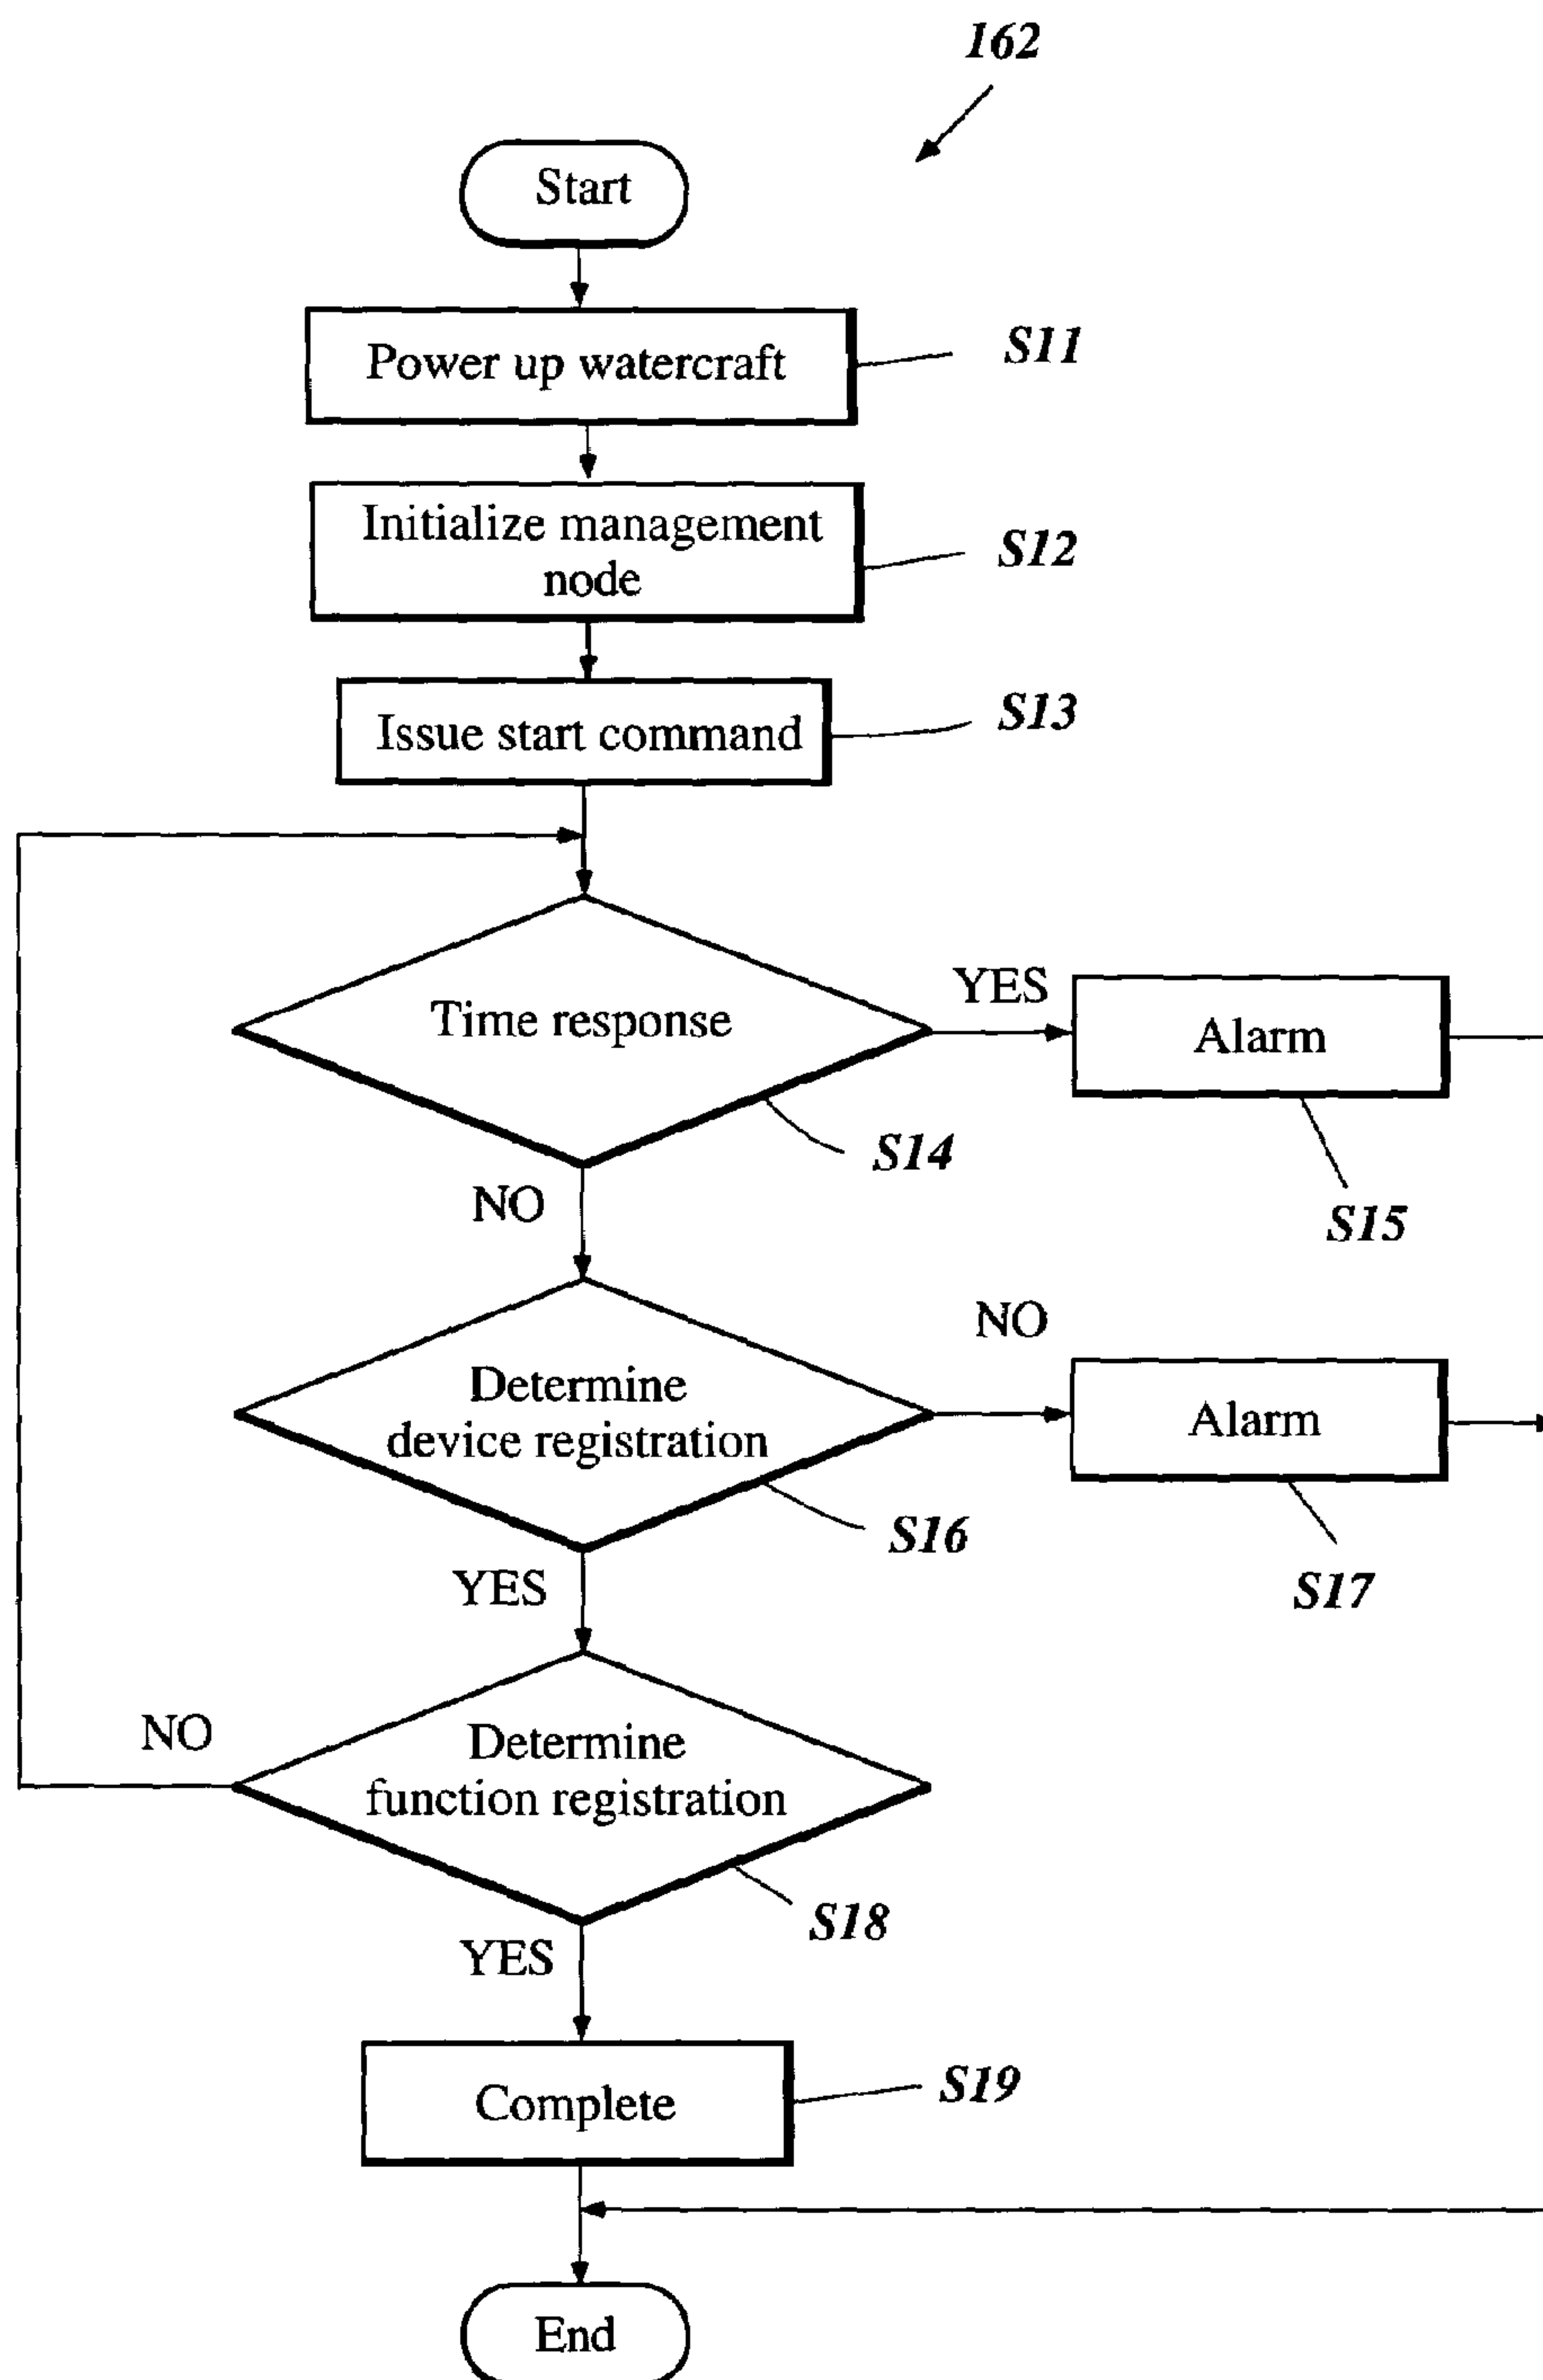 162
Start
Power up watercraft
S11
Initialize management
node
S12
Issue start command
S13
Time response
YES
Alarm
S14
S15
NO
Determine
device registration
NO
Alarm
S16
S17
YES
Determine
function registration
NO
S18
YES
Complete
S19
End